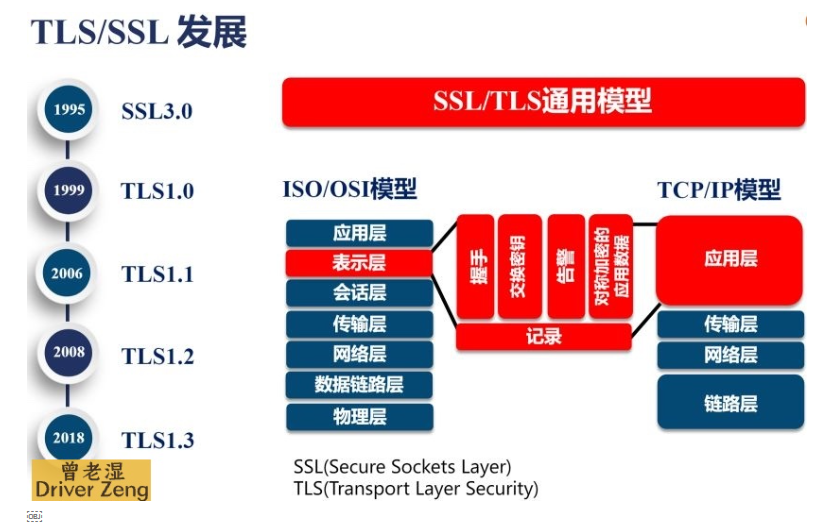 TLS/SSL 发展
1995
SSL3.0
1999
TLS1.0
2006
TLS1.1
2008
TLS1.2
2018
TLS1.3
SSL/TLS通用模型
ISO/OSI模型
应用层
表示层
会话层
传输层
网络层
数据链路层
物理层
握手
交换密钥
告警
对称加密的
应用数据
记录
TCP/IP模型
应用层
传输层
网络层
链路层
SSL(Secure Sockets Layer)
TLS(Transport Layer Security)
曾老湿
Driver Zeng
OBJ